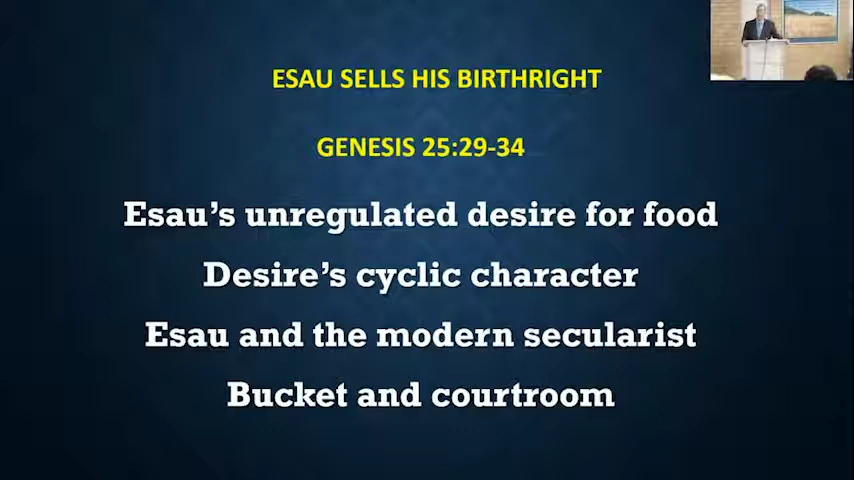 ESAU SELLS HIS BIRTHRIGHT
GENESIS 25:29-34
Esau’s unregulated desire for food
Desire’s cyclic character
Esau and the modern secularist
Bucket and courtroom